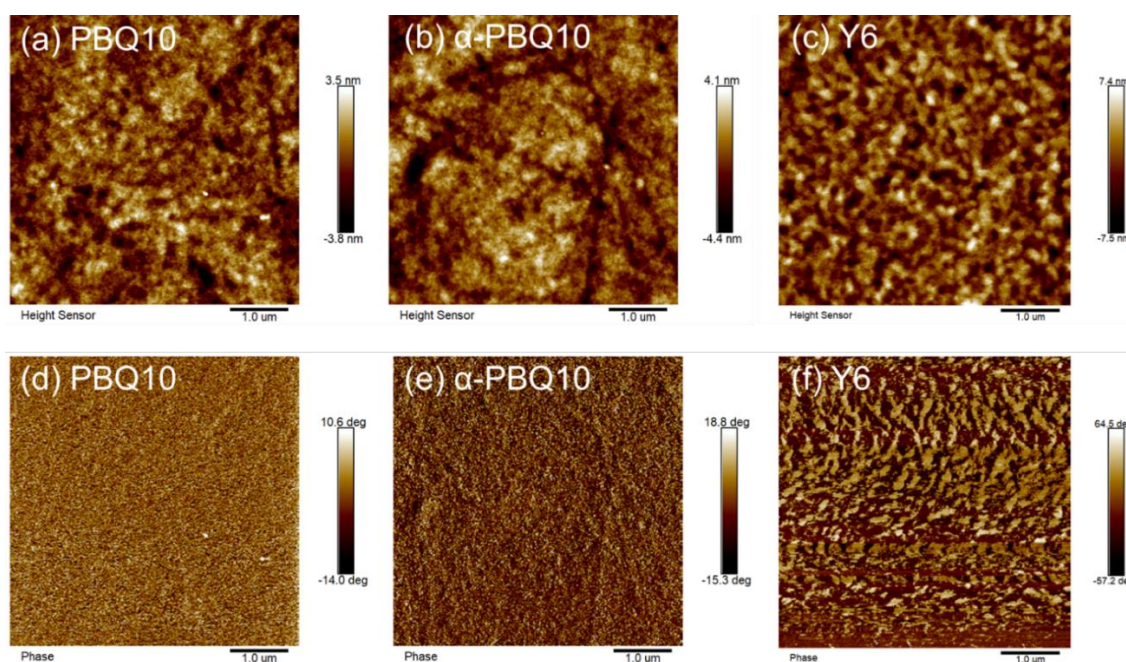 (a) PBQ10
3.5 nm
-3.8 nm
Height Sensor
1.0 um
(b) α-PBQ10
4.1 nm
-4.4 nm
Height Sensor
1.0 um
(c) Y6
7.4 nm
-7.5 nm
Height Sensor
1.0 um
(d) PBQ10
10.6 deg
-14.0 deg
Phase
1.0 um
(e) α-PBQ10
18.8 deg
-15.3 deg
Phase
1.0 um
(f) Y6
64.5 de
-57.2 de
Phase
1.0 um